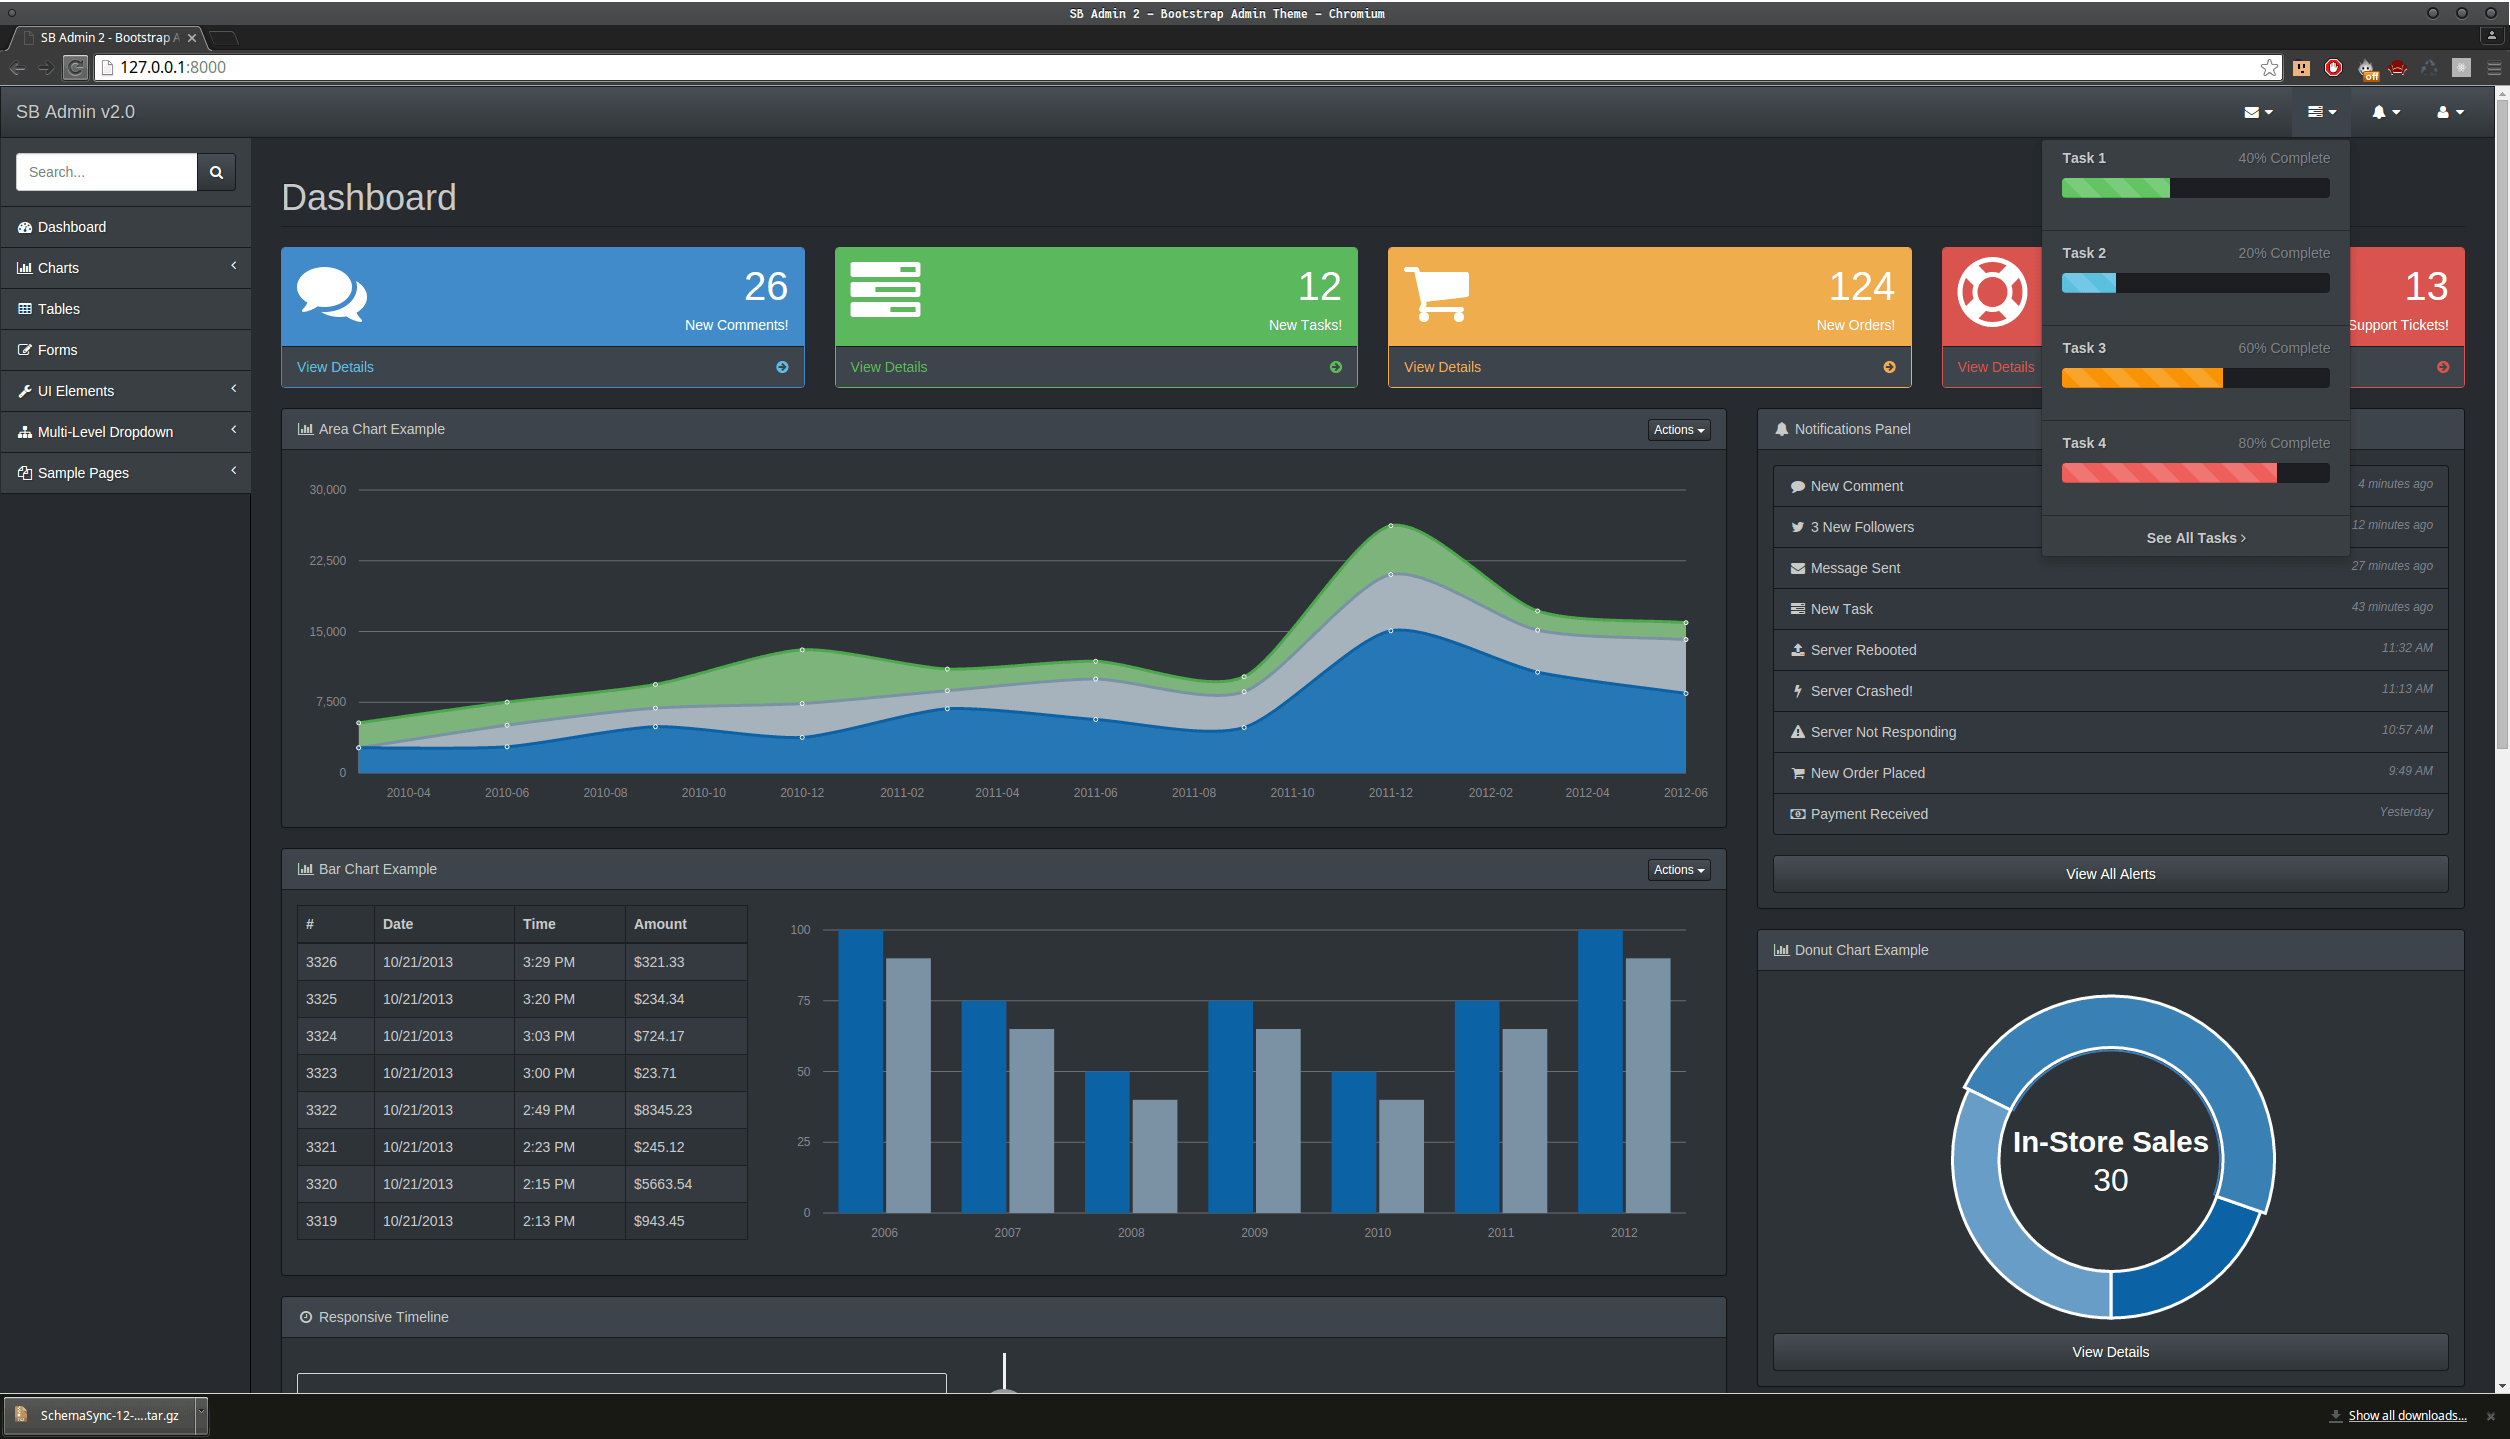 SB Admin 2 - Bootstrap Admin Theme - Chromium
SB Admin 2 - Bootstrap A
127.0.0.1:8000
off
SB Admin v2.0
Search...
Dashboard
Charts
Tables
Forms
UI Elements
Multi-Level Dropdown
Sample Pages
Dashboard
26
New Comments!
View Details
12
New Tasks!
View Details
124
New Orders!
View Details
13
Support Tickets!
View Details
Task 1 40% Complete
Task 2 20% Complete
Task 3 60% Complete
Task 4 80% Complete
See All Tasks
Area Chart Example Actions
30,000
22,500
15,000
7,500
0
2010-04 2010-06 2010-08 2010-10 2010-12 2011-02 2011-04 2011-06 2011-08 2011-10 2011-12 2012-02 2012-04 2012-06
Notifications Panel
New Comment 4 minutes ago
3 New Followers 12 minutes ago
Message Sent 27 minutes ago
New Task 43 minutes ago
Server Rebooted 11:32 AM
Server Crashed! 11:13 AM
Server Not Responding 10:57 AM
New Order Placed 9:49 AM
Payment Received Yesterday
View All Alerts
Bar Chart Example Actions
# Date Time Amount
3326 10/21/2013 3:29 PM $321.33
3325 10/21/2013 3:20 PM $234.34
3324 10/21/2013 3:03 PM $724.17
3323 10/21/2013 3:00 PM $23.71
3322 10/21/2013 2:49 PM $8345.23
3321 10/21/2013 2:23 PM $245.12
3320 10/21/2013 2:15 PM $5663.54
3319 10/21/2013 2:13 PM $943.45
100
75
50
25
0
2006 2007 2008 2009 2010 2011 2012
Donut Chart Example
In-Store Sales
30
View Details
Responsive Timeline
SchemaSync-12-....tar.gz
Show all downloads...